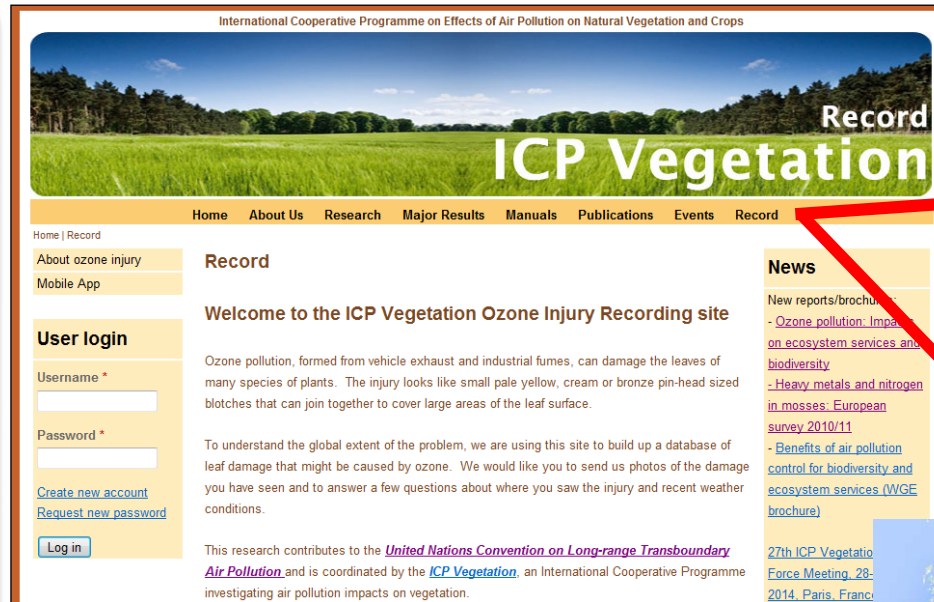 International Cooperative Programme on Effects of Air Pollution on Natural Vegetation and Crops
Record
ICP Vegetation
Home About Us Research Major Results Manuals Publications Events Record
Home | Record
About ozone injury
Mobile App
User login
Username *
Password *
Create new account
Request new password
Log in
Record
Welcome to the ICP Vegetation Ozone Injury Recording site
Ozone pollution, formed from vehicle exhaust and industrial fumes, can damage the leaves of
many species of plants. The injury looks like small pale yellow, cream or bronze pin-head sized
blotches that can join together to cover large areas of the leaf surface.
To understand the global extent of the problem, we are using this site to build up a database of
leaf damage that might be caused by ozone. We would like you to send us photos of the damage
you have seen and to answer a few questions about where you saw the injury and recent weather
conditions.
This research contributes to the United Nations Convention on Long-range Transboundary
Air Pollution and is coordinated by the ICP Vegetation, an International Cooperative Programme
investigating air pollution impacts on vegetation.
News
New reports/brochures:
- Ozone pollution: Impacts
on ecosystem services and
biodiversity
- Heavy metals and nitrogen
in mosses: European
survey 2010/11
- Benefits of air pollution
control for biodiversity and
ecosystem services (WGE
brochure)
27th ICP Vegetatio
Force Meeting, 28-
2014, Paris, Franc